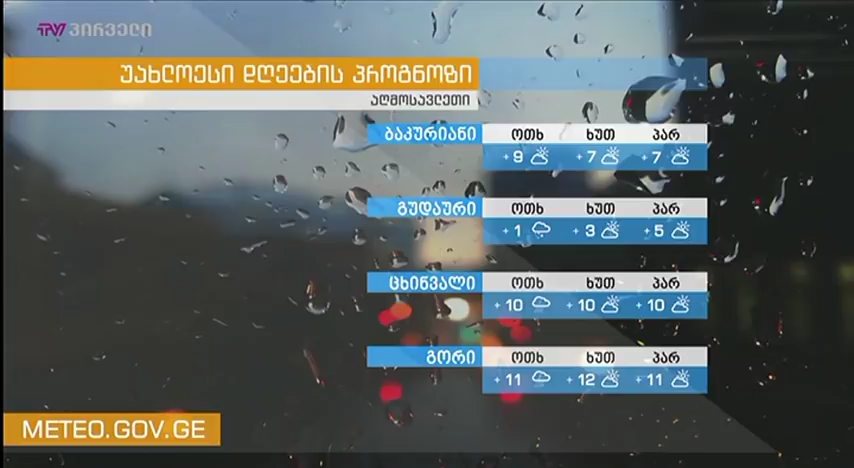 TV პირველი
უახლოესი დღეების პროგნოზი
აღმოსავლეთი
ბაკურიანი ოთხ ხუთ პარ
+9 +7 +7
გუდაური ოთხ ხუთ პარ
+1 +3 +5
ცხინვალი ოთხ ხუთ პარ
+10 +10 +10
გორი ოთხ ხუთ პარ
+11 +12 +11
METEO.GOV.GE